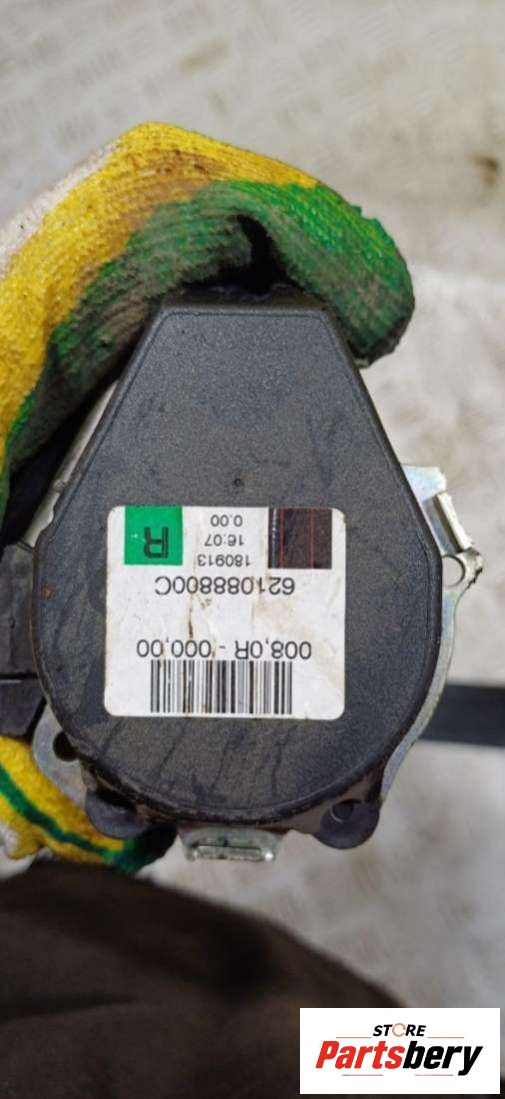 008,0R - '000,00
621088800C
180913
16:07
0.00
R
STORE
Partsbery